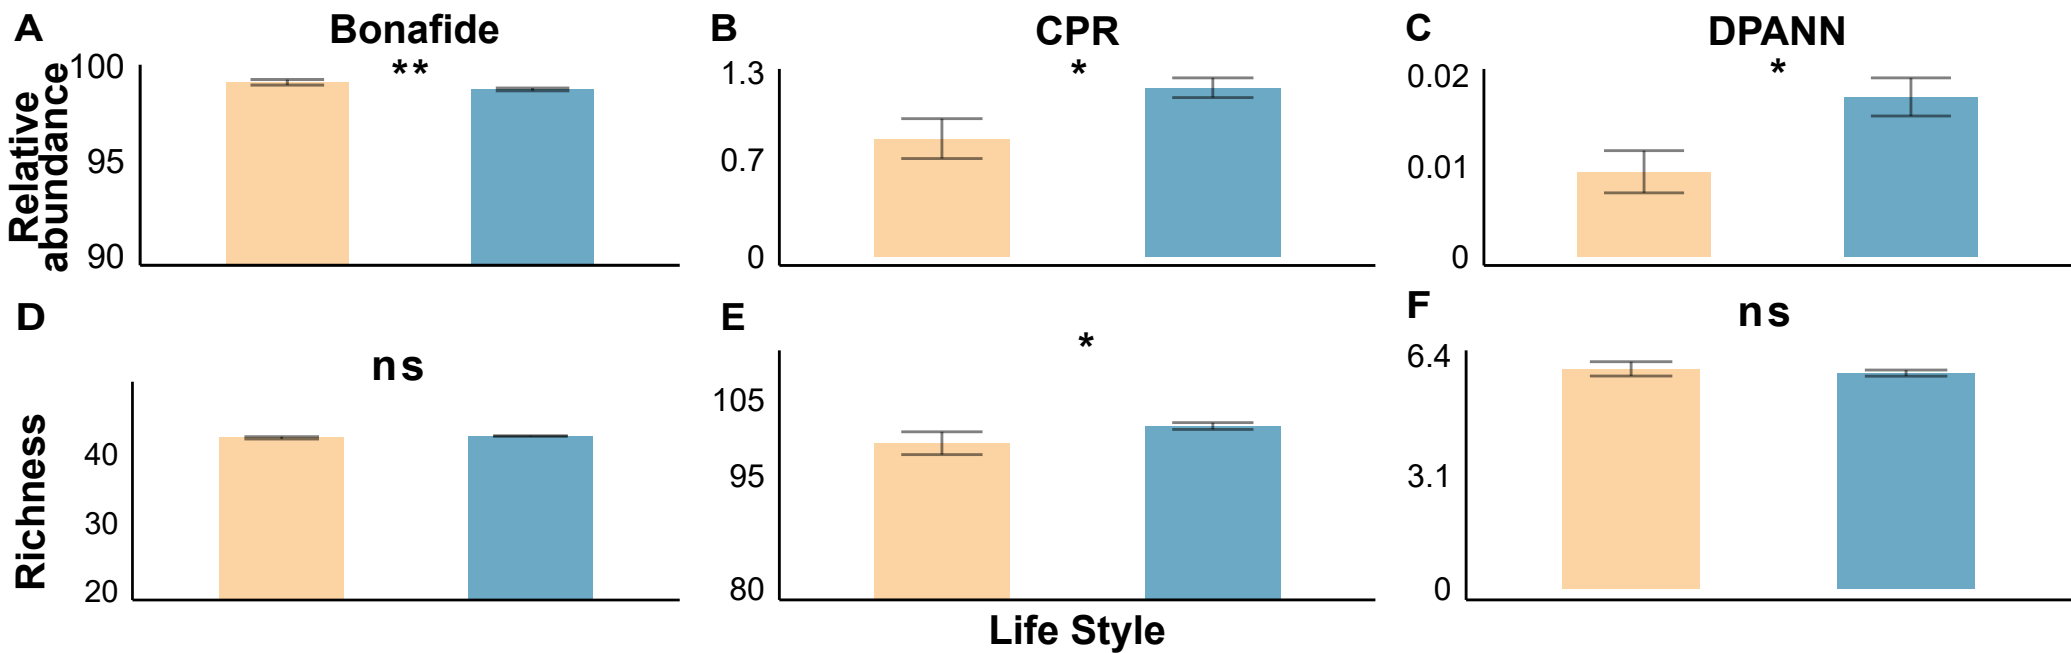 A
Bonafide
B
CPR
C
DPANN
Relative
abundance
100
95
90
**
1.3
0.7
0
*
0.02
0.01
0
*
D
E
F
Richness
ns
40
30
20
*
105
95
80
ns
6.4
3.1
0
Life Style